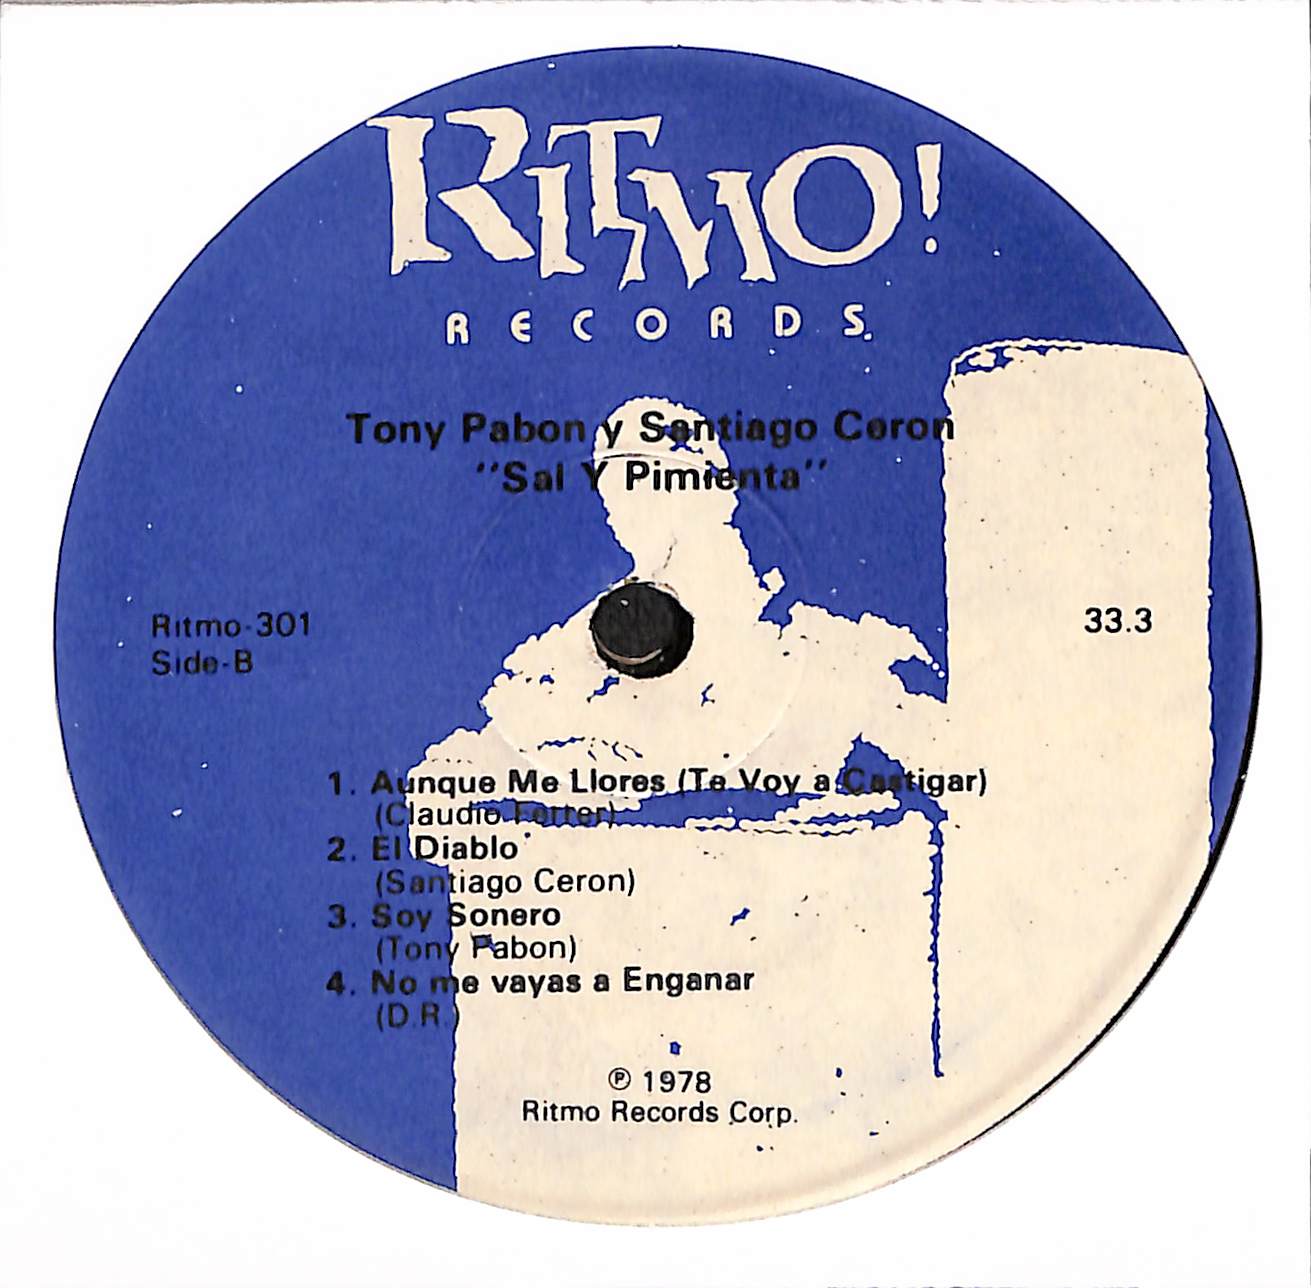 RITMO!
RECORDS.
Tony Pabon y Santiago Ceron
"Sal Y Pimienta"
Ritmo-301
Side-B
33.3
1. Aunque Me Llores (Te Voy a Castigar)
(Claudio Ferrer)
2. El Diablo
(Santiago Ceron)
3. Soy Sonero
(Tony Pabon)
4. No me vayas a Enganar
(D.R.)
℗ 1978
Ritmo Records Corp.